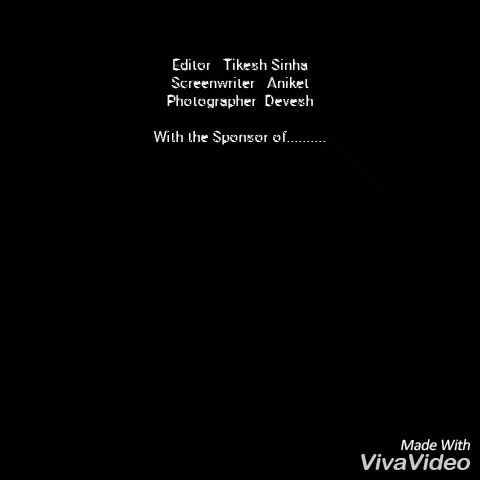 Editor Tikesh Sinha
Screenwriter Aniket
Photographer Devesh
With the Sponsor of..........
Made With
VivaVideo